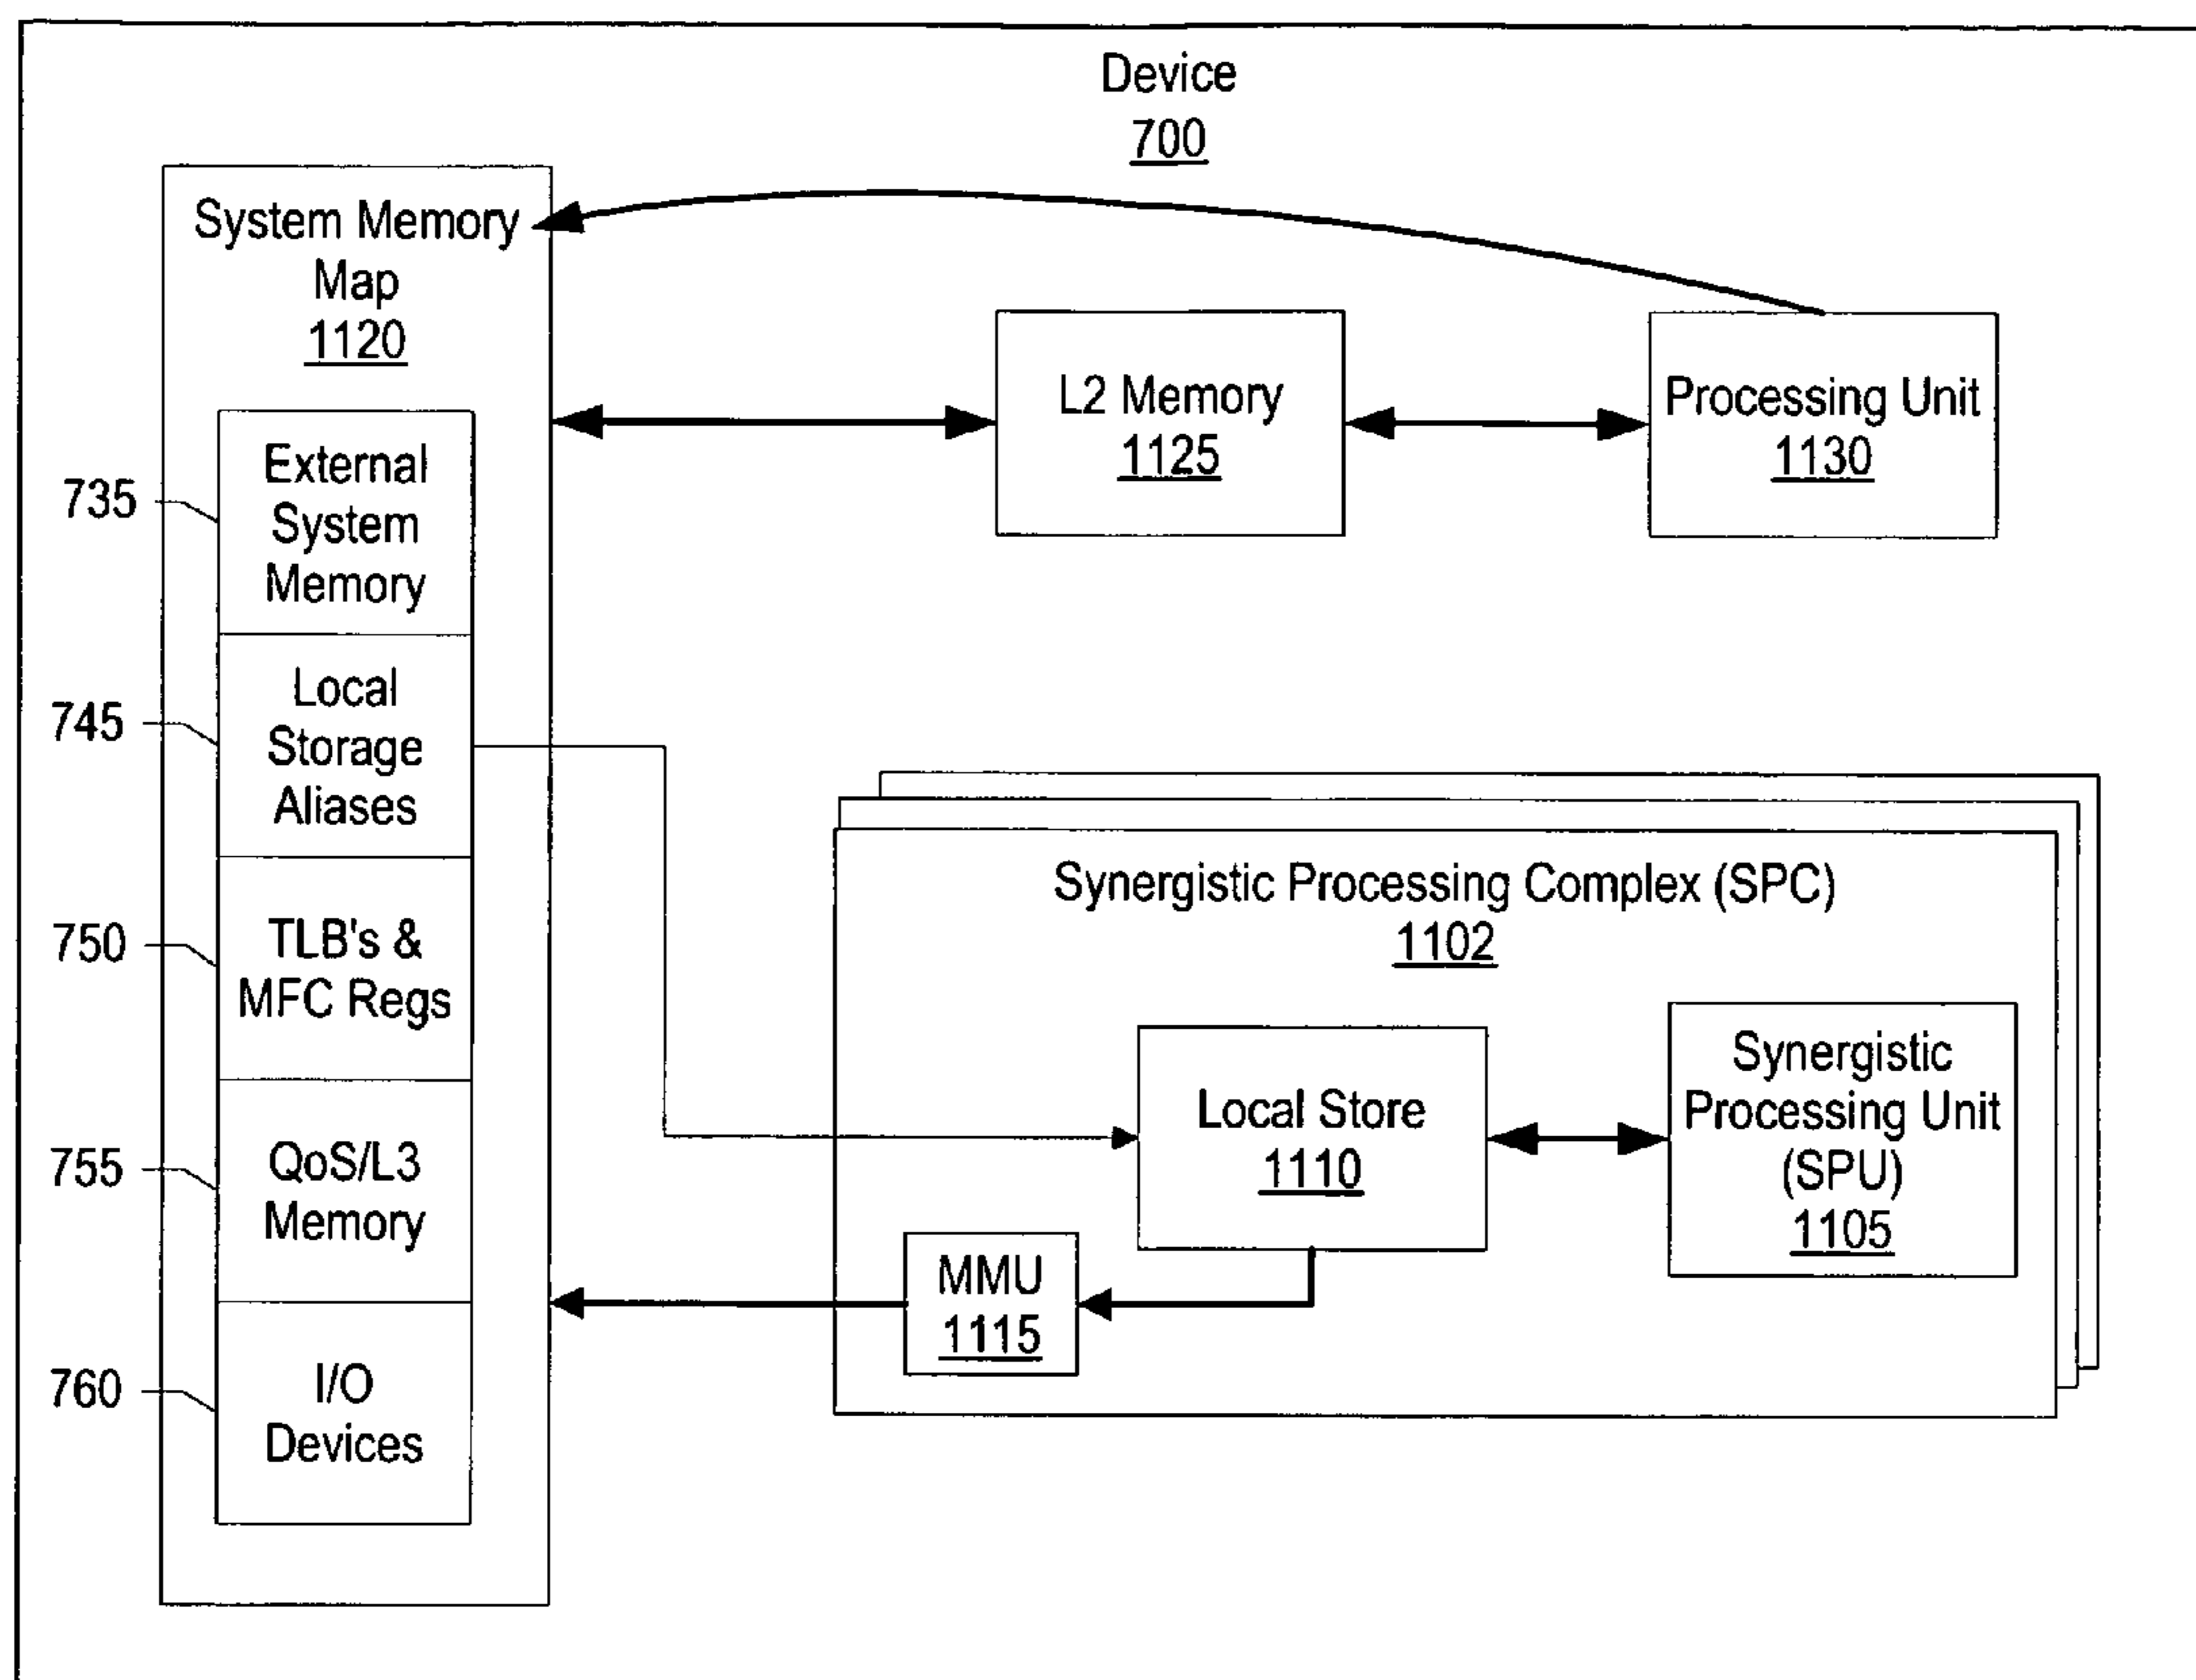 Device
700
System Memory
Map
1120
External
System
Memory
735
Local
Storage
Aliases
745
TLB's &
MFC Regs
750
QoS/L3
Memory
755
I/O
Devices
760
L2 Memory
1125
Processing Unit
1130
Synergistic Processing Complex (SPC)
1102
Local Store
1110
Synergistic
Processing Unit
(SPU)
1105
MMU
1115